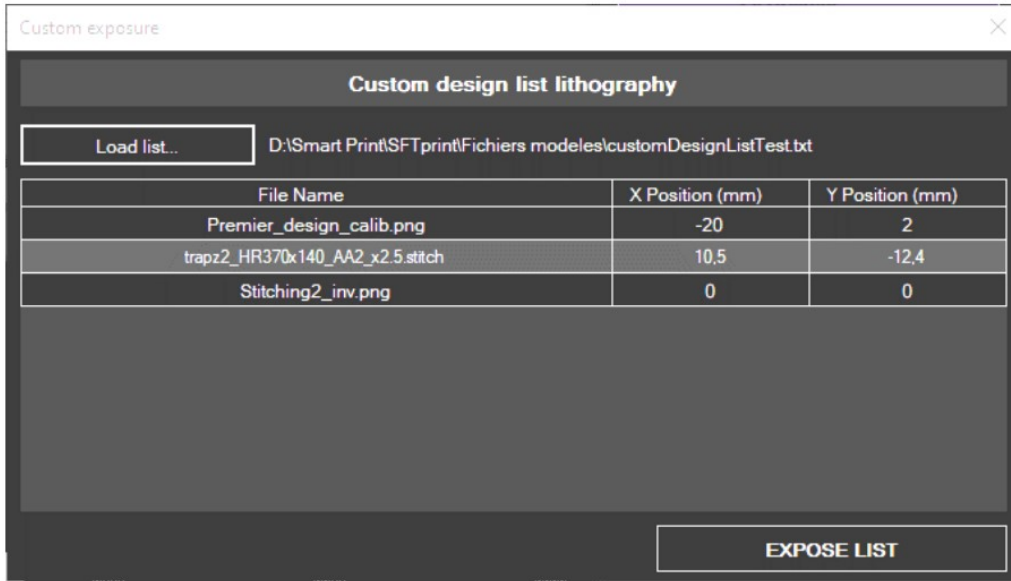 Custom exposure
Custom design list lithography
Load list... D:\Smart Print\SFTprint\Fichiers modeles\customDesignListTest.txt
File Name X Position (mm) Y Position (mm)
Premier_design_calib.png -20 2
trapz2_HR370x140_AA2_x2.5.stitch 10,5 -12,4
Stitching2_inv.png 0 0
EXPOSE LIST